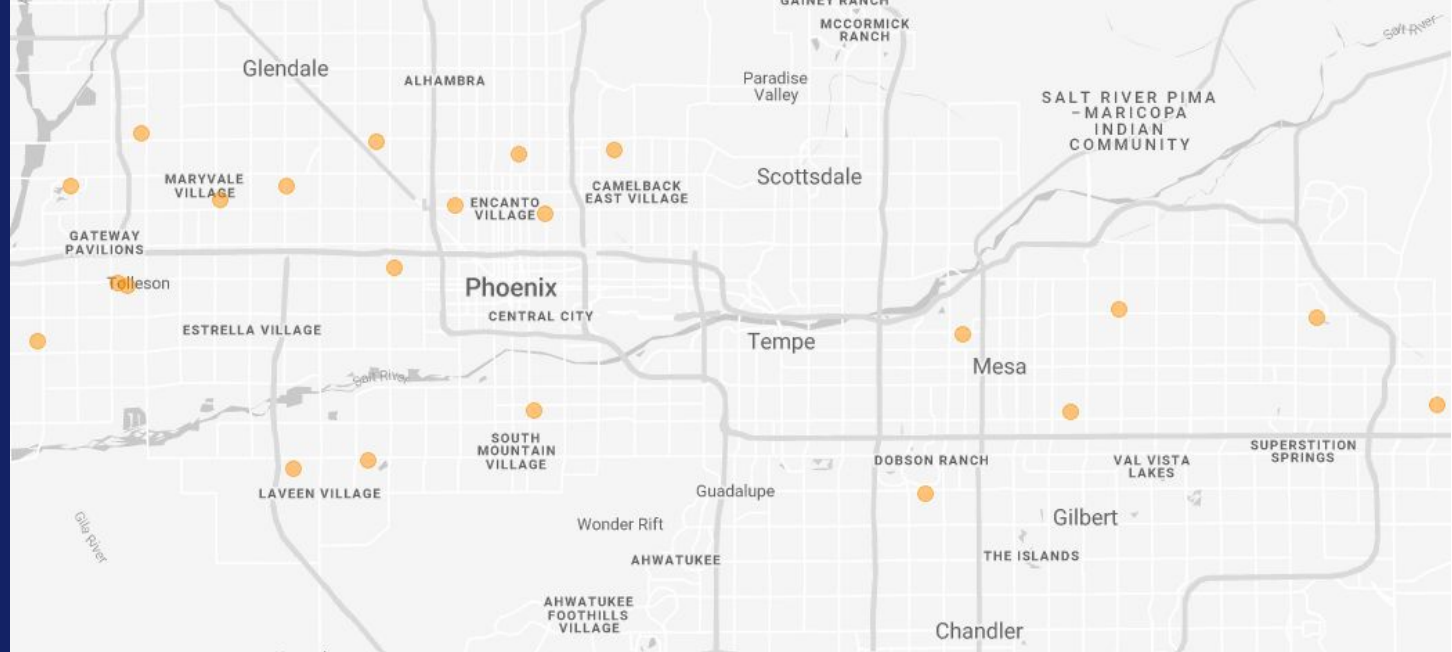 GAINEY RANCH
MCCORMICK
RANCH
Salt River
Glendale
ALHAMBRA
Paradise
Valley
SALT RIVER PIMA
–MARICOPA
INDIAN
COMMUNITY
MARYVALE
VILLAGE
Scottsdale
CAMELBACK
EAST VILLAGE
ENCANTO
VILLAGE
GATEWAY
PAVILIONS
Tolleson
Phoenix
CENTRAL CITY
ESTRELLA VILLAGE
Tempe
Mesa
Salt River
SOUTH
MOUNTAIN
VILLAGE
DOBSON RANCH
VAL VISTA
LAKES
SUPERSTITION
SPRINGS
LAVEEN VILLAGE
Guadalupe
Gila River
Wonder Rift
Gilbert
AHWATUKEE
THE ISLANDS
AHWATUKEE
FOOTHILLS
VILLAGE
Chandler